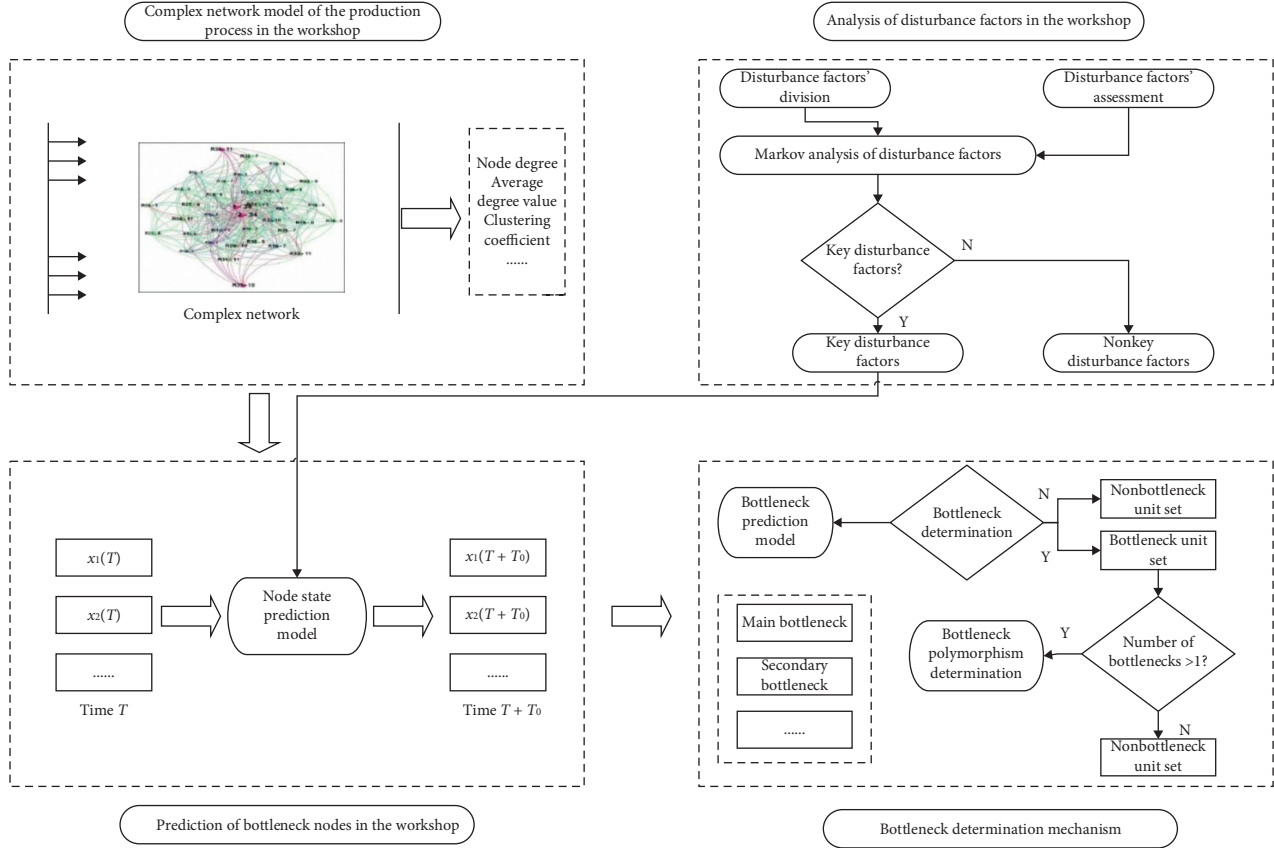 Complex network model of the production
process in the workshop
Node degree
Average
degree value
Clustering
coefficient
......
Complex network
Analysis of disturbance factors in the workshop
Disturbance factors'
division
Disturbance factors'
assessment
Markov analysis of disturbance factors
Key disturbance
factors?
N
Y
Key disturbance
factors
Nonkey
disturbance factors
x1(T)
x2(T)
......
Time T
Node state
prediction
model
x1(T + T0)
x2(T + T0)
......
Time T + T0
Prediction of bottleneck nodes in the workshop
Bottleneck
prediction
model
Bottleneck
determination
N
Y
Nonbottleneck
unit set
Bottleneck unit
set
Main bottleneck
Secondary
bottleneck
......
Bottleneck
polymorphism
determination
Y
Number of
bottlenecks >1?
N
Nonbottleneck
unit set
Bottleneck determination mechanism